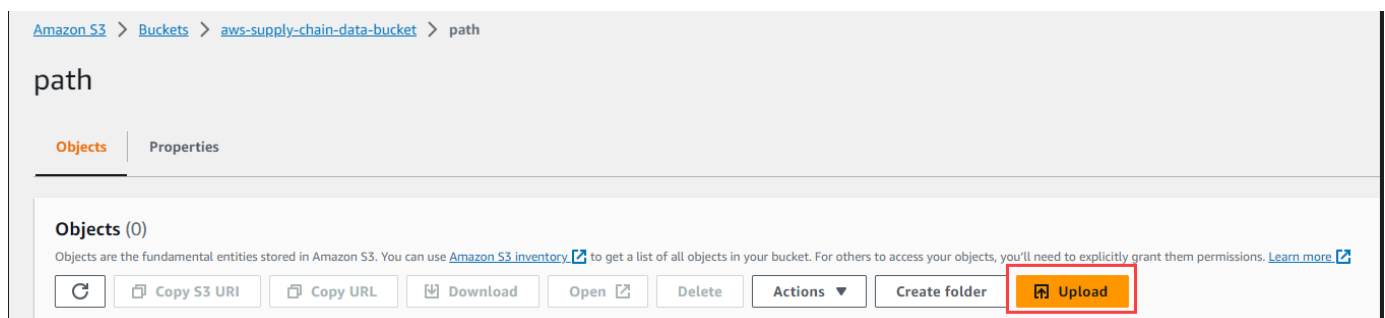 Amazon S3 > Buckets > aws-supply-chain-data-bucket > path
path
Objects Properties
Objects (0)
Objects are the fundamental entities stored in Amazon S3. You can use Amazon S3 inventory to get a list of all objects in your bucket. For others to access your objects, you'll need to explicitly grant them permissions. Learn more
Copy S3 URI Copy URL Download Open Delete Actions Create folder Upload